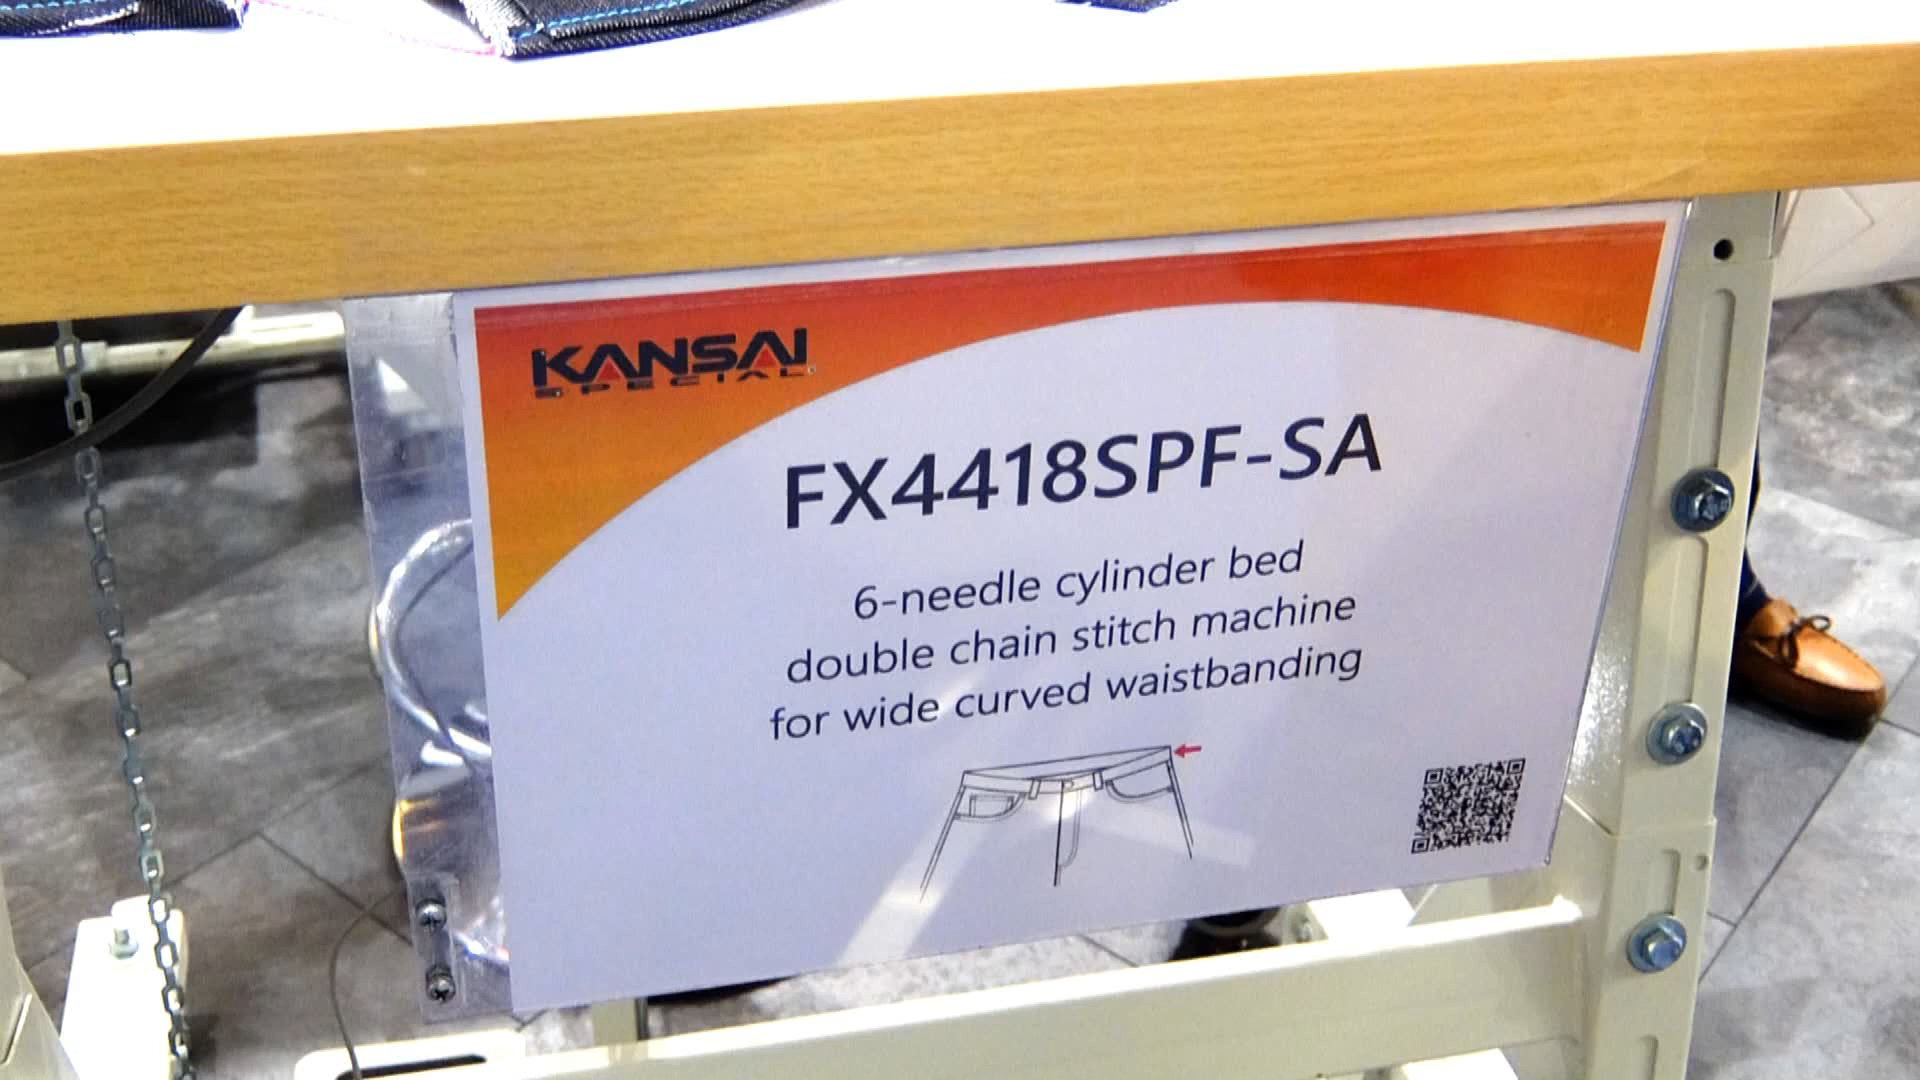 KANSAI
SPECIAL
FX4418SPF-SA
6-needle cylinder bed
double chain stitch machine
for wide curved waistbanding